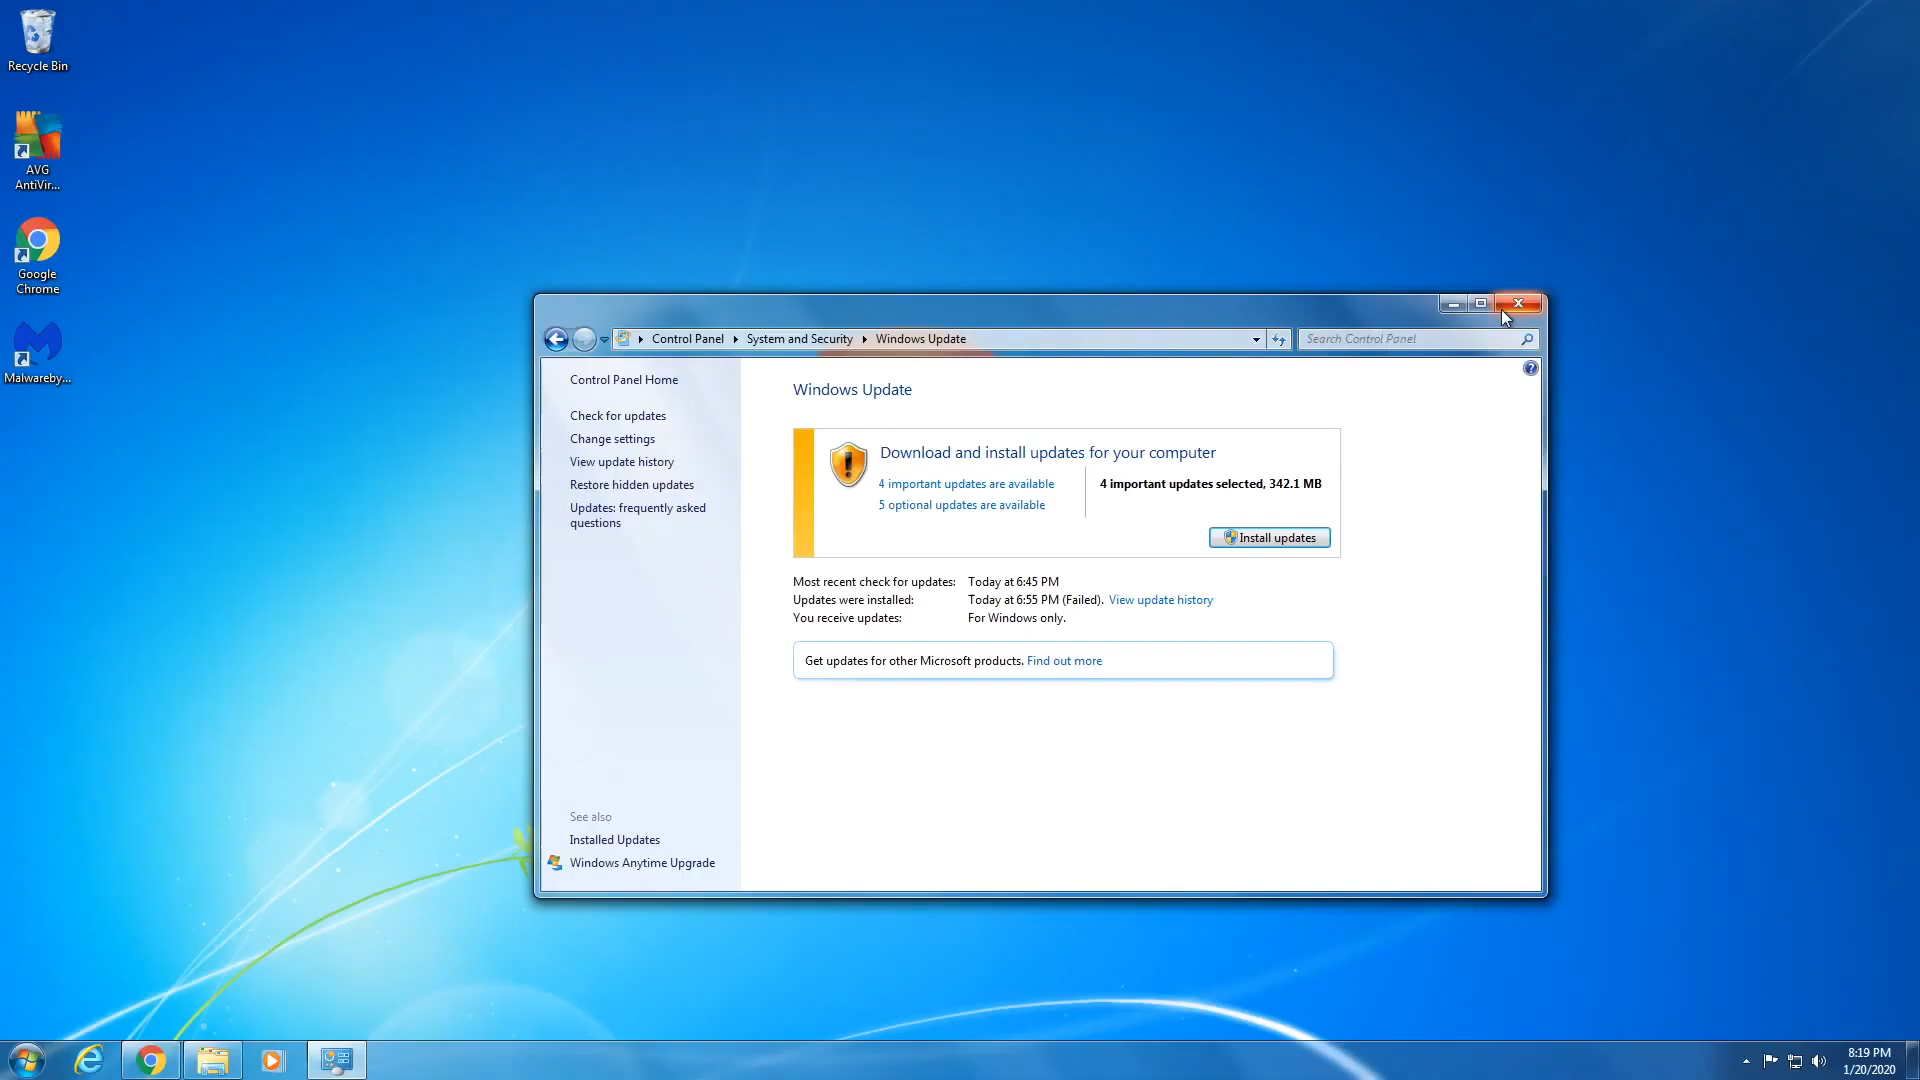 Recycle Bin
AVG
AntiVir...
Google
Chrome
Malwareby...
Control Panel
System and Security
Windows Update
Search Control Panel
Control Panel Home
Check for updates
Change settings
View update history
Restore hidden updates
Updates: frequently asked
questions
See also
Installed Updates
Windows Anytime Upgrade
Windows Update
Download and install updates for your computer
4 important updates are available
5 optional updates are available
4 important updates selected, 342.1 MB
Install updates
Most recent check for updates: Today at 6:45 PM
Updates were installed: Today at 6:55 PM (Failed). View update history
You receive updates: For Windows only.
Get updates for other Microsoft products. Find out more
8:19 PM
1/20/2020